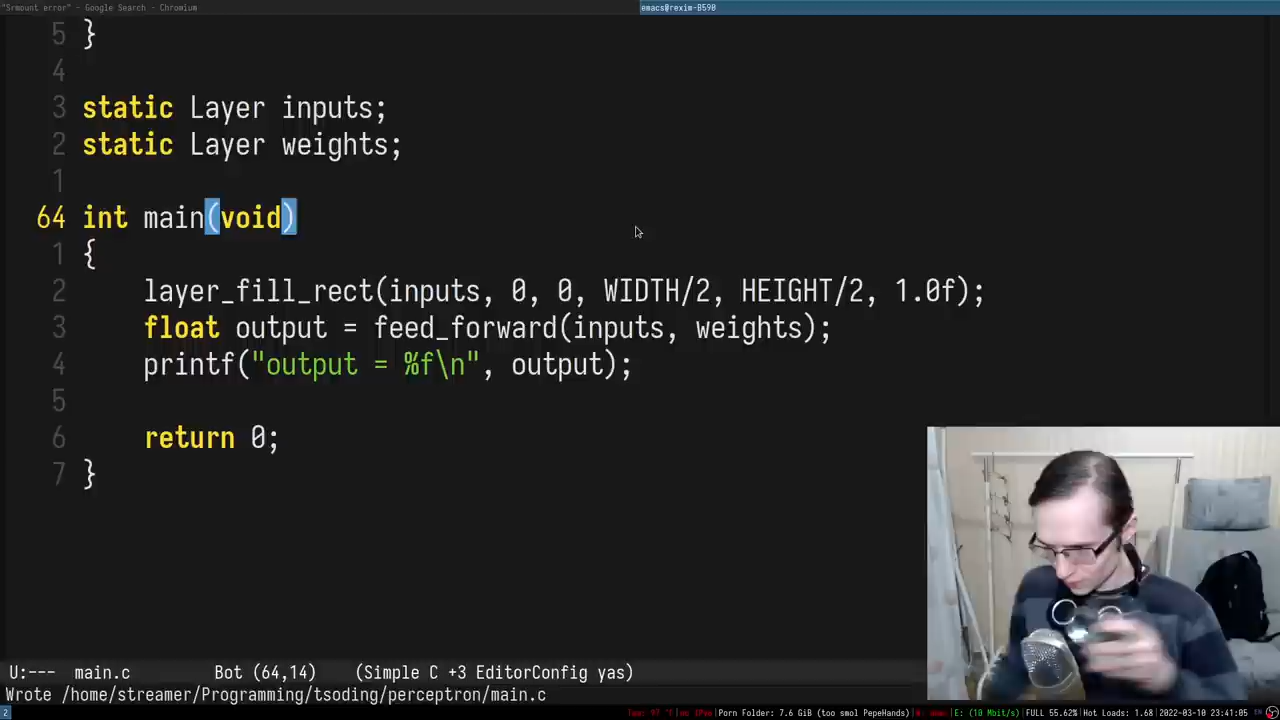 "Srmount error" - Google Search - Chromium
emacs@rexim-B590
5 }
4
3 static Layer inputs;
2 static Layer weights;
1
64 int main(void)
1 {
2 layer_fill_rect(inputs, 0, 0, WIDTH/2, HEIGHT/2, 1.0f);
3 float output = feed_forward(inputs, weights);
4 printf("output = %f\n", output);
5
6 return 0;
7 }
U:--- main.c Bot (64,14) (Simple C +3 EditorConfig yas)
Wrote /home/streamer/Programming/tsoding/perceptron/main.c
2 Porn Folder: 7.6 GiB (too smol PepeHands) E: (10 Mbit/s) FULL 55.62% Hot Loads: 1.68 2022-03-10 23:41:05